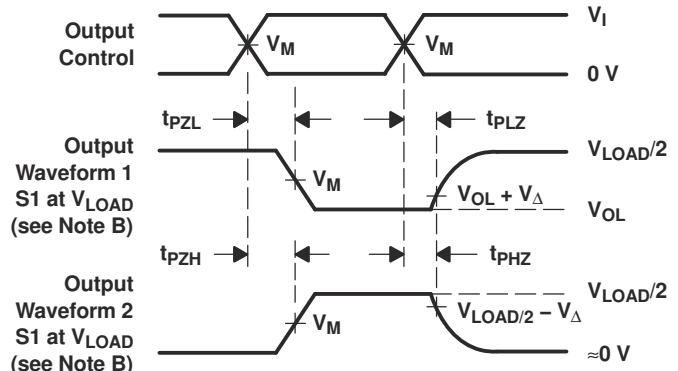 Output
Control
V_M
V_M
V_I
0 V
t_PZL
t_PLZ
Output
Waveform 1
S1 at V_LOAD
(see Note B)
V_M
V_LOAD/2
V_OL + V_Δ
V_OL
t_PZH
t_PHZ
Output
Waveform 2
S1 at V_LOAD
(see Note B)
V_M
V_LOAD/2
V_LOAD/2 − V_Δ
≈0 V